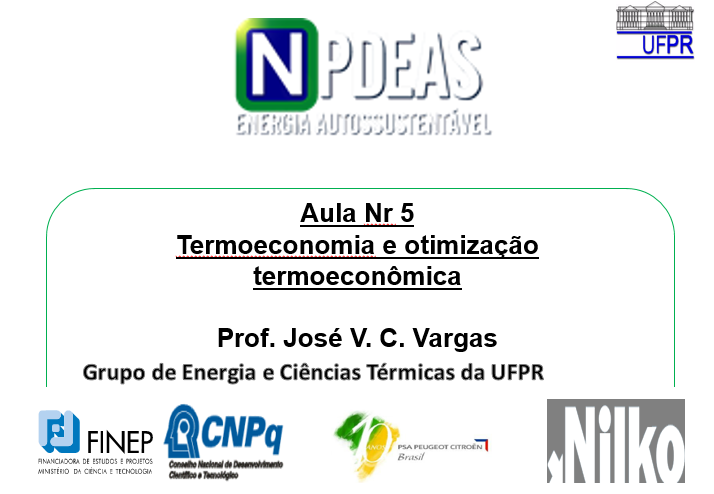 NPDEAS
ENERGIA AUTOSSUSTENTÁVEL
UFPR
Aula Nr 5
Termoeconomia e otimização
termoeconômica
Prof. José V. C. Vargas
Grupo de Energia e Ciências Térmicas da UFPR
FINEP
FINANCIADORA DE ESTUDOS E PROJETOS
MINISTÉRIO DA CIÊNCIA E TECNOLOGIA
CNPq
Conselho Nacional de Desenvolvimento
Científico e Tecnológico
10 ANOS
PSA PEUGEOT CITROËN
Brasil
Nilko